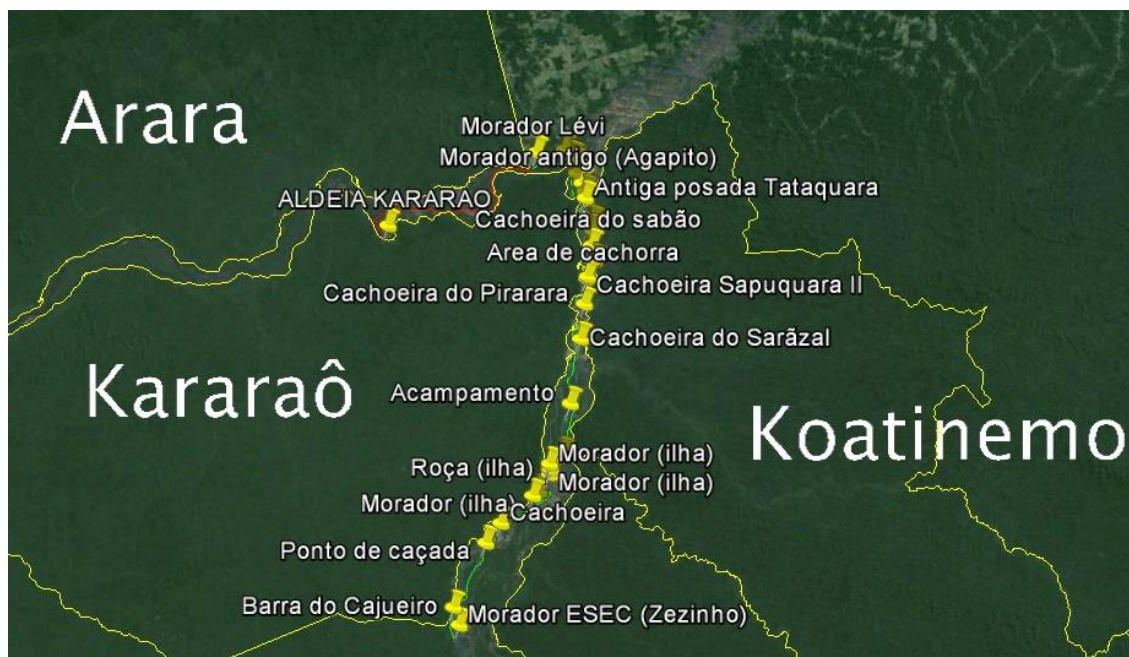 Arara
Morador Lévi
Morador antigo (Agapito)
Antiga posada Tataquara
ALDEIA KARARAO
Cachoeira do sabão
Area de cachorra
Cachoeira Sapuquara II
Cachoeira do Pirarara
Cachoeira do Sarãzal
Kararaô
Acampamento
Koatinemo
Morador (ilha)
Roça (ilha)
Morador (ilha)
Morador (ilha)
Cachoeira
Ponto de caçada
Barra do Cajueiro
Morador ESEC (Zezinho)